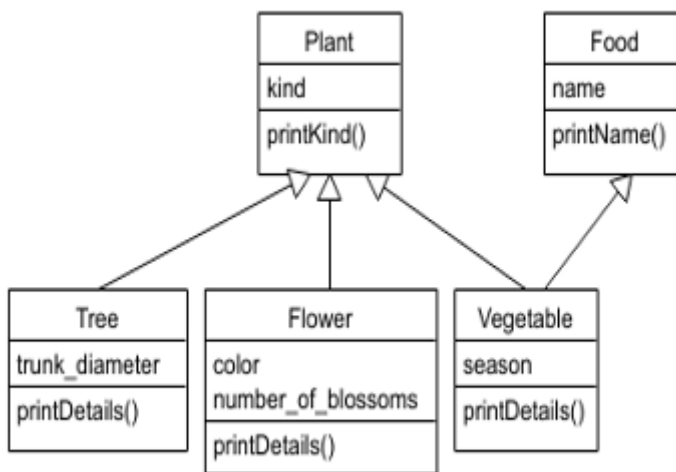 Plant
kind
printKind()
Food
name
printName()
Tree
trunk_diameter
printDetails()
Flower
color
number_of_blossoms
printDetails()
Vegetable
season
printDetails()